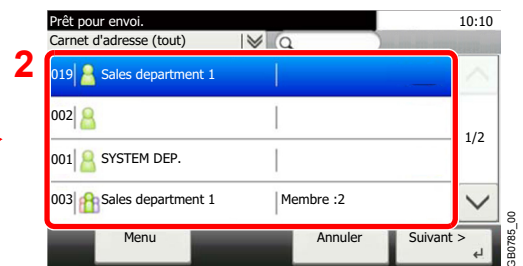 Prêt pour envoi. 10:10
Carnet d'adresse (tout)
2
019 Sales department 1
002
001 SYSTEM DEP.
1/2
003 Sales department 1 Membre :2
Menu Annuler Suivant >
GB0785_00